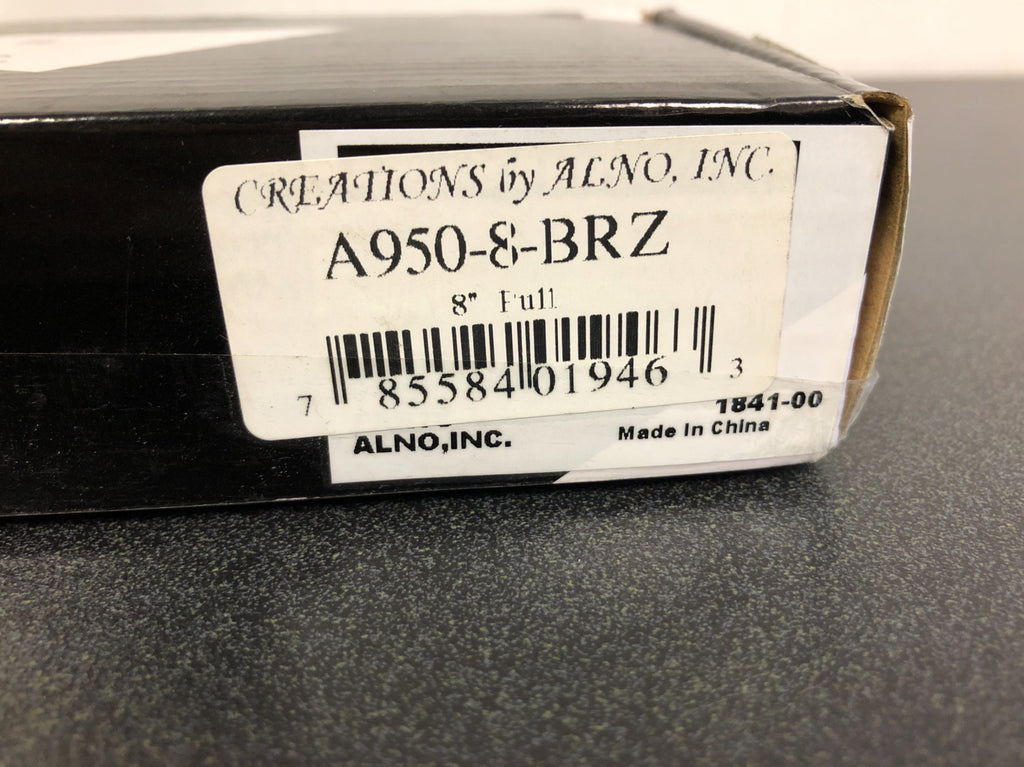 CREATIONS by ALNO, INC.
A950-8-BRZ
8" Pull
7 85584 01946 3
1841-00
ALNO,INC.
Made In China